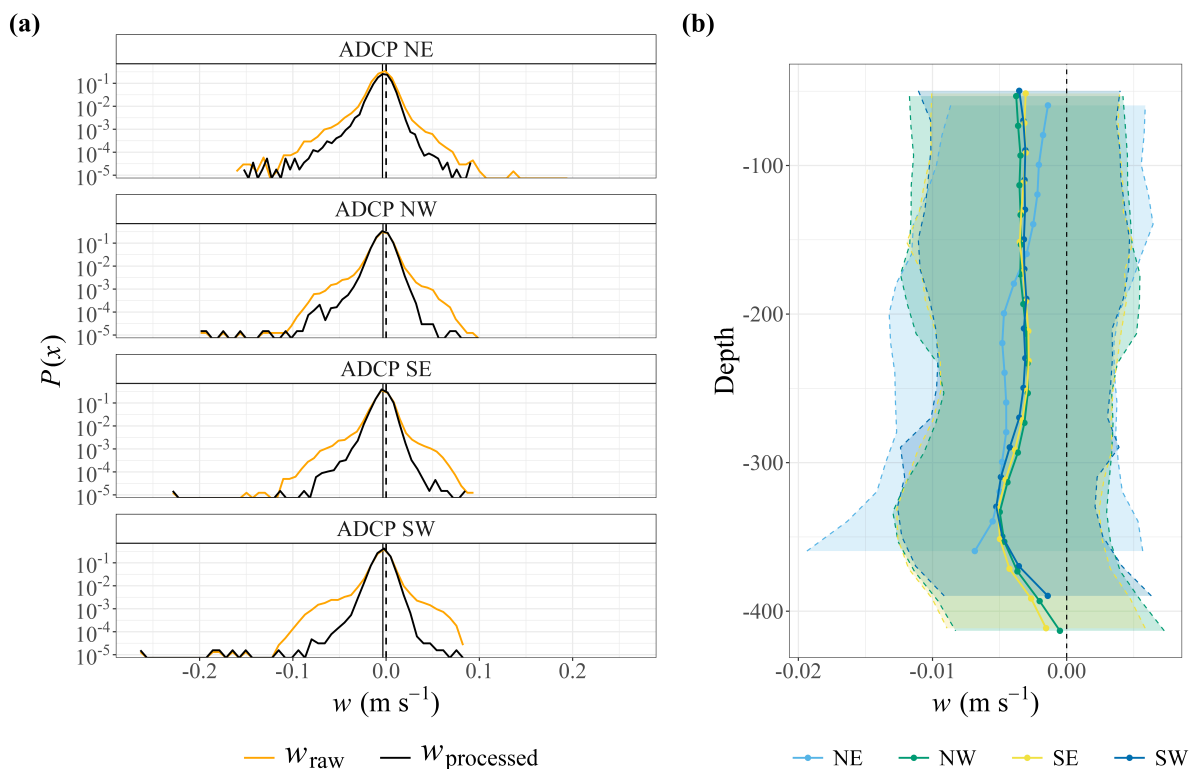 (a)
ADCP NE
10⁻¹
10⁻²
10⁻³
10⁻⁴
10⁻⁵
ADCP NW
10⁻¹
10⁻²
10⁻³
10⁻⁴
10⁻⁵
ADCP SE
10⁻¹
10⁻²
10⁻³
10⁻⁴
10⁻⁵
ADCP SW
10⁻¹
10⁻²
10⁻³
10⁻⁴
10⁻⁵
P(x)
-0.2 -0.1 0.0 0.1 0.2
w (m s⁻¹)
w_raw w_processed
(b)
-100
-200
-300
-400
Depth
-0.02 -0.01 0.00
w (m s⁻¹)
NE NW SE SW